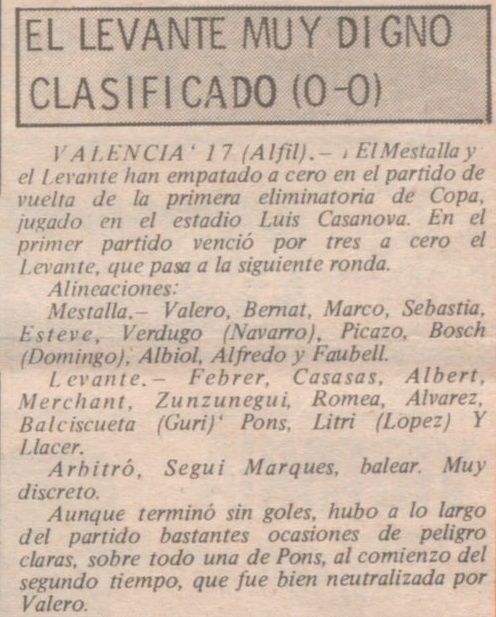 EL LEVANTE MUY DIGNO
CLASIFICADO (0-0)
VALENCIA' 17 (Alfil).– ¡ El Mestalla y
el Levante han empatado a cero en el partido de
vuelta de la primera eliminatoria de Copa,
jugado en el estadio Luis Casanova. En el
primer partido venció por tres a cero el
Levante, que pasa a la siguiente ronda.
Alineaciones:
Mestalla.– Valero, Bernat, Marco, Sebastia,
Esteve, Verdugo (Navarro), Picazo, Bosch
(Domingo), Albiol, Alfredo y Faubell.
Levante.– Febrer, Casasas, Albert,
Merchant, Zunzunegui, Romea, Alvarez,
Balciscueta (Guri)' Pons, Litri (Lopez) Y
Llacer.
Arbitró, Segui Marques, balear. Muy
discreto.
Aunque terminó sin goles, hubo a lo largo
del partido bastantes ocasiones de peligro
claras, sobre todo una de Pons, al comienzo del
segundo tiempo, que fue bien neutralizada por
Valero.